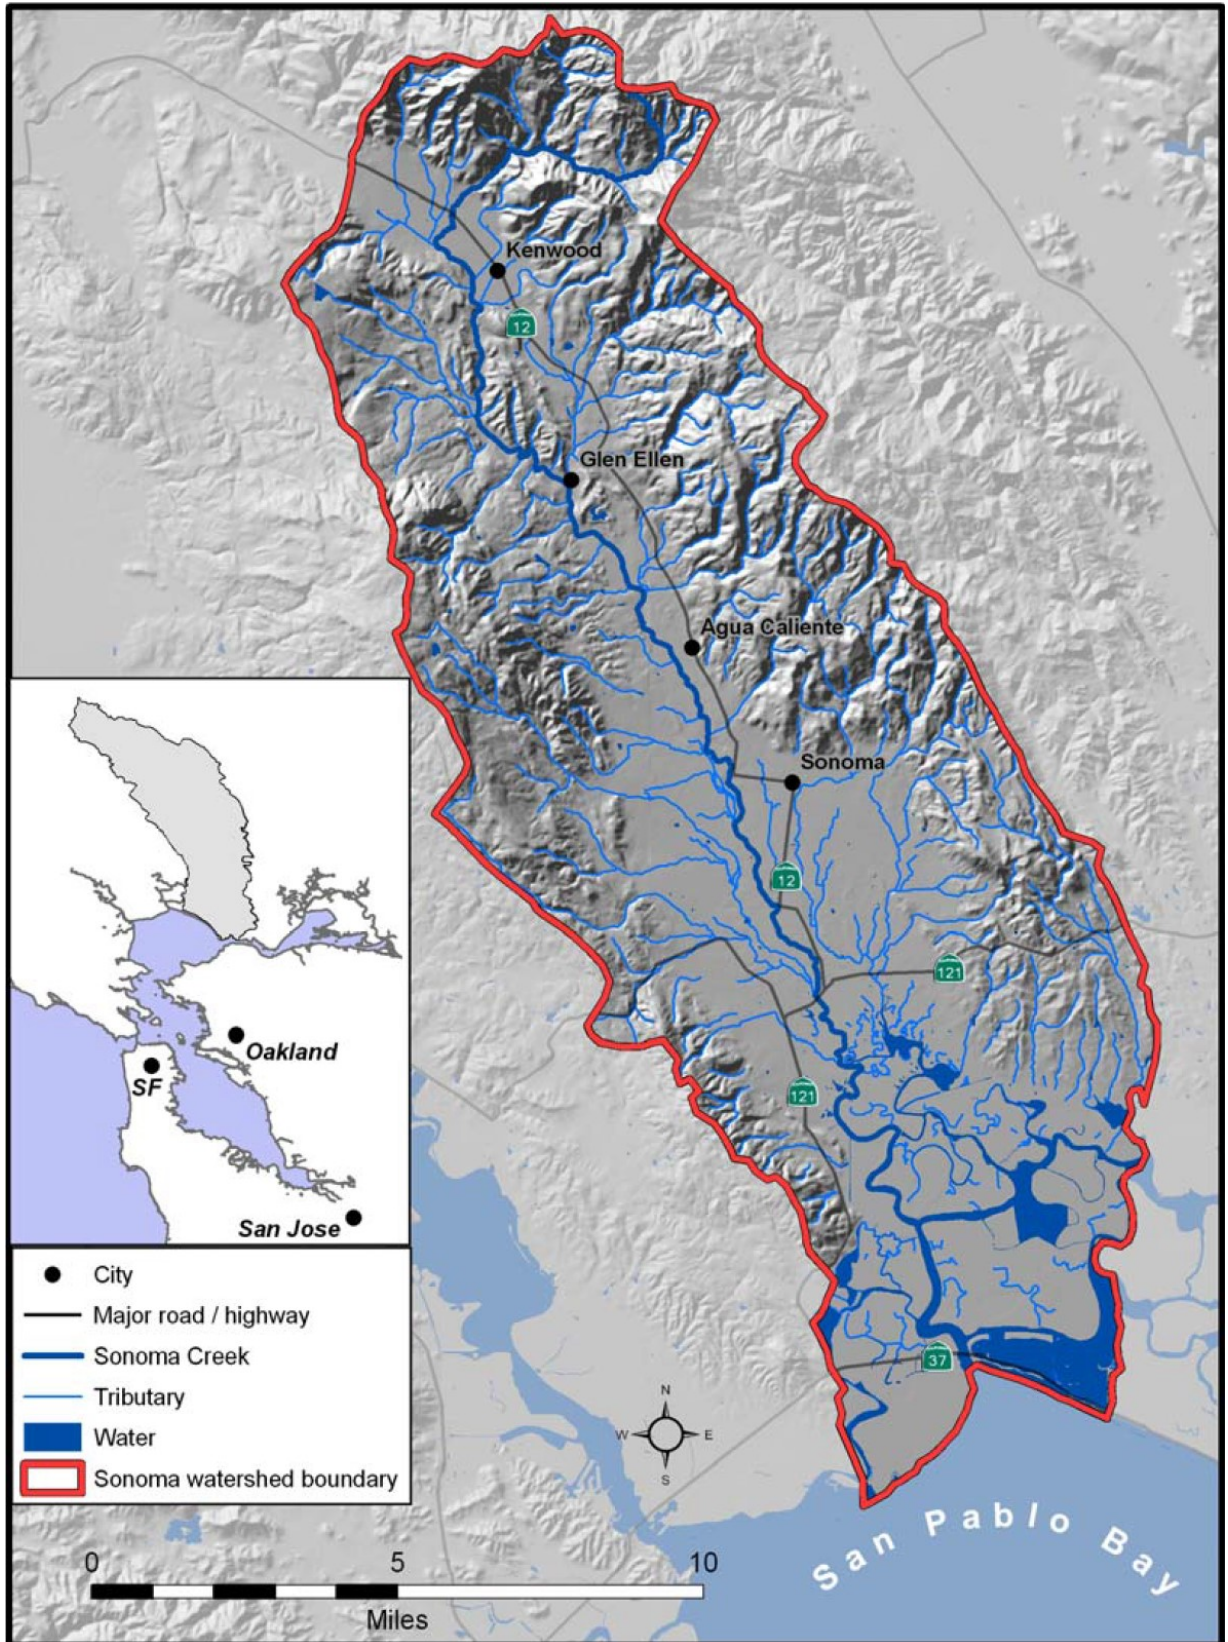 Kenwood
12
Glen Ellen
Agua Caliente
Sonoma
12
121
121
37
Oakland
SF
San Jose
City
Major road / highway
Sonoma Creek
Tributary
Water
Sonoma watershed boundary
N
W E
S
San Pablo Bay
0 5 10
Miles